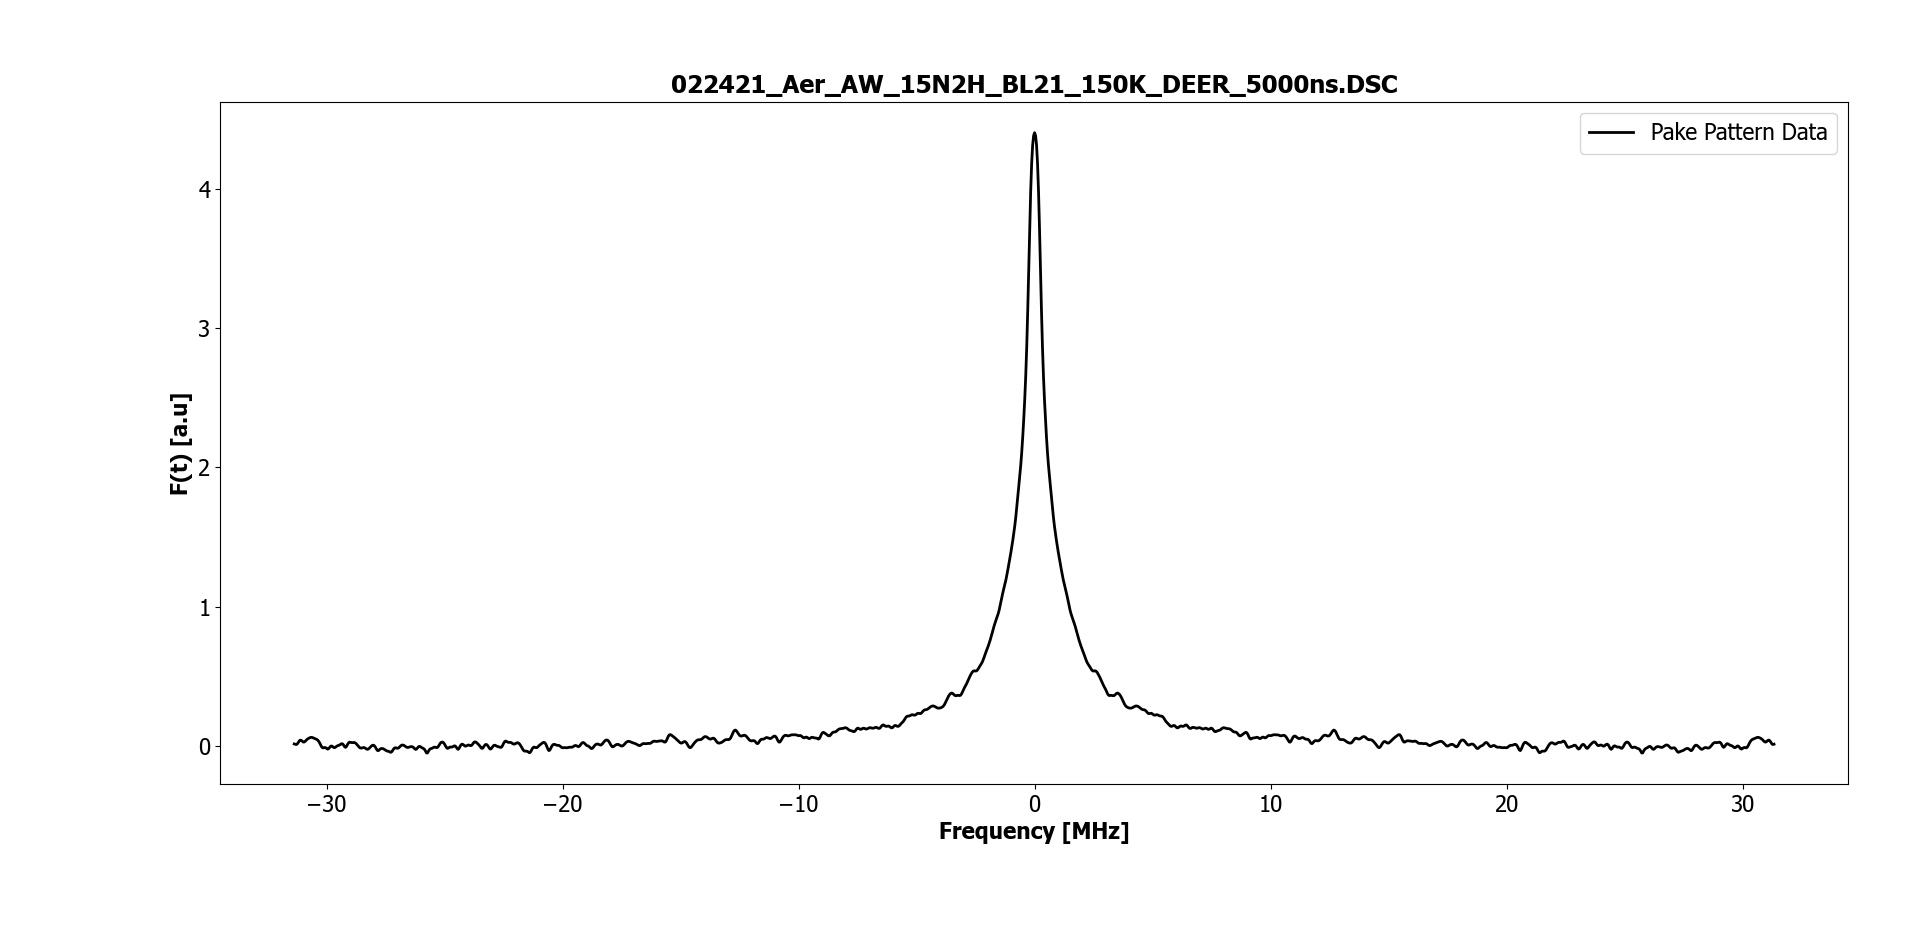 022421_Aer_AW_15N2H_BL21_150K_DEER_5000ns.DSC
Pake Pattern Data
F(t) [a.u]
4
3
2
1
0
−30 −20 −10 0 10 20 30
Frequency [MHz]